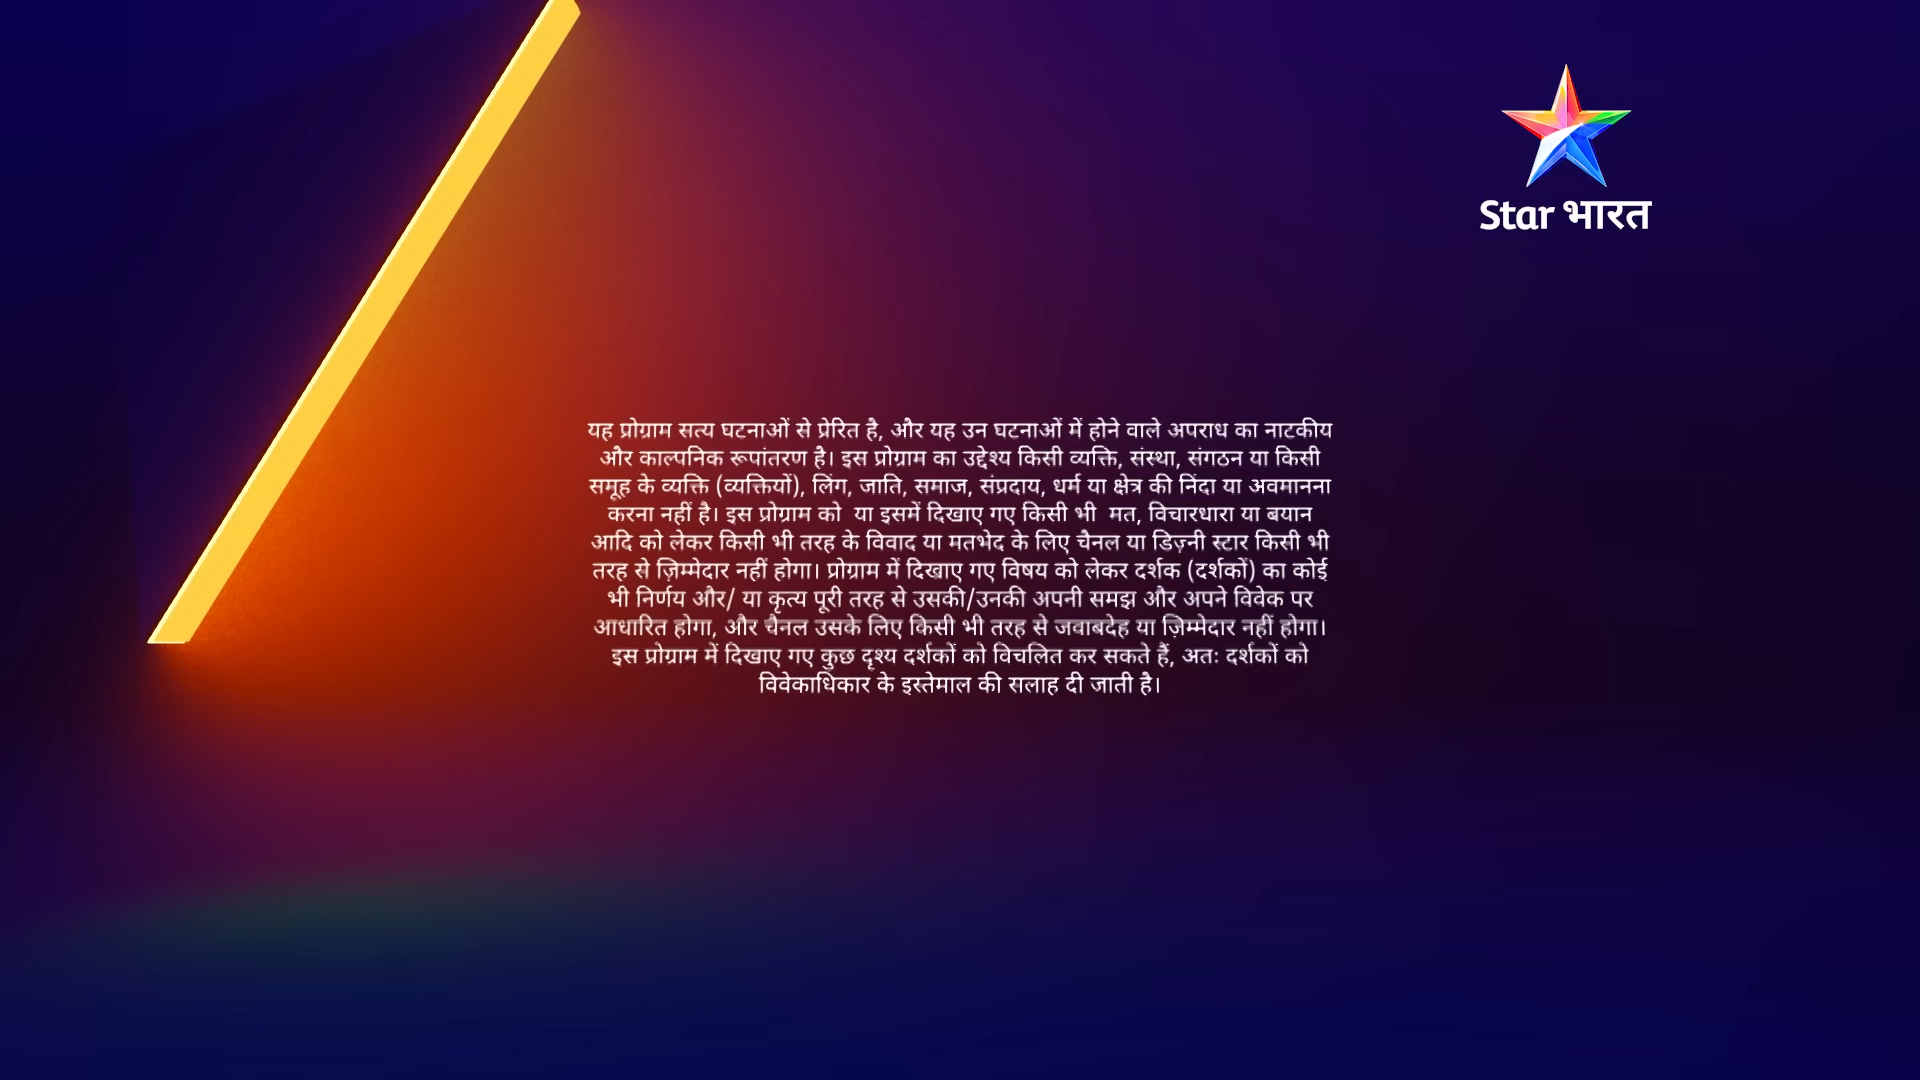 Star भारत
यह प्रोग्राम सत्य घटनाओं से प्रेरित है, और यह उन घटनाओं में होने वाले अपराध का नाटकीय
और काल्पनिक रूपांतरण है। इस प्रोग्राम का उद्देश्य किसी व्यक्ति, संस्था, संगठन या किसी
समूह के व्यक्ति (व्यक्तियों), लिंग, जाति, समाज, संप्रदाय, धर्म या क्षेत्र की निंदा या अवमानना
करना नहीं है। इस प्रोग्राम को या इसमें दिखाए गए किसी भी मत, विचारधारा या बयान
आदि को लेकर किसी भी तरह के विवाद या मतभेद के लिए चैनल या डिज़्नी स्टार किसी भी
तरह से ज़िम्मेदार नहीं होगा। प्रोग्राम में दिखाए गए विषय को लेकर दर्शक (दर्शकों) का कोई
भी निर्णय और/ या कृत्य पूरी तरह से उसकी/उनकी अपनी समझ और अपने विवेक पर
आधारित होगा, और चैनल उसके लिए किसी भी तरह से जवाबदेह या ज़िम्मेदार नहीं होगा।
इस प्रोग्राम में दिखाए गए कुछ दृश्य दर्शकों को विचलित कर सकते हैं, अतः दर्शकों को
विवेकाधिकार के इस्तेमाल की सलाह दी जाती है।